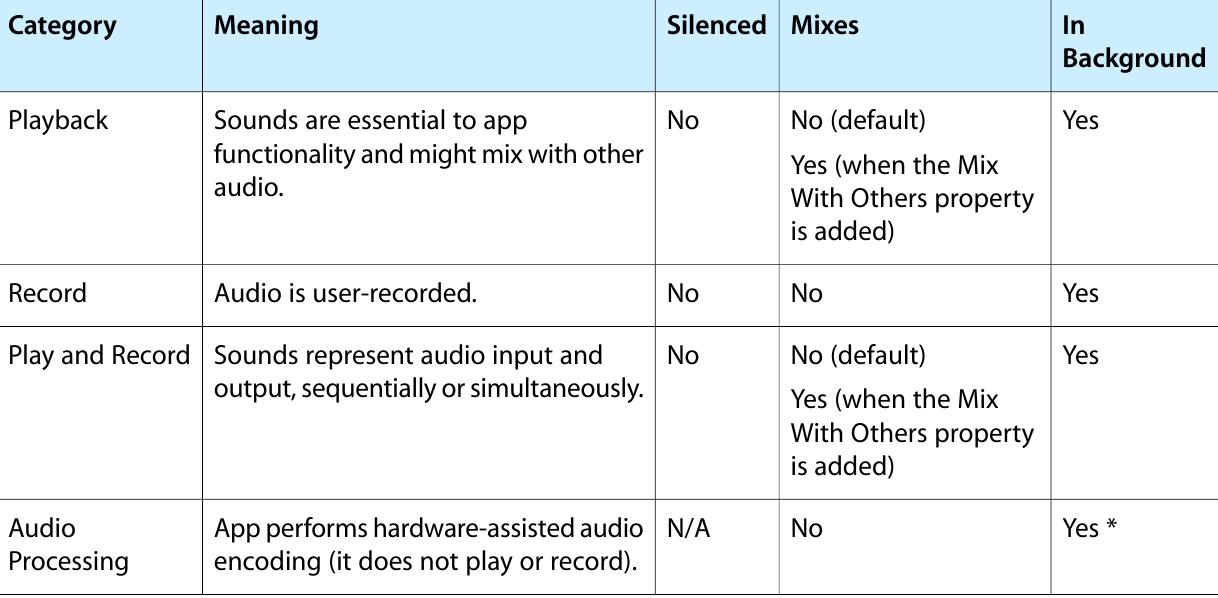 Category Meaning Silenced Mixes In
Background
Playback Sounds are essential to app No No (default) Yes
functionality and might mix with other
audio.
Yes (when the Mix
With Others property
is added)
Record Audio is user-recorded. No No Yes
Play and Record Sounds represent audio input and No No (default) Yes
output, sequentially or simultaneously.
Yes (when the Mix
With Others property
is added)
Audio App performs hardware-assisted audio N/A No Yes *
Processing encoding (it does not play or record).